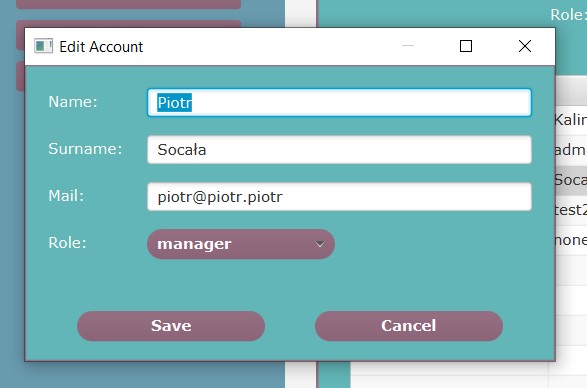 Role:
Edit Account
Name: Piotr
Surname: Socała
Mail: piotr@piotr.piotr
Role: manager
Save Cancel
Kalin
adm
Soca
test2
none